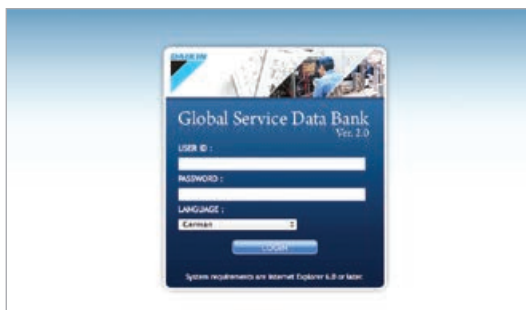 DAIKIN
Global Service Data Bank
Ver. 2.0
USER ID :
PASSWORD :
LANGUAGE :
German
LOGIN
System requirements are Internet Explorer 6.0 or later.